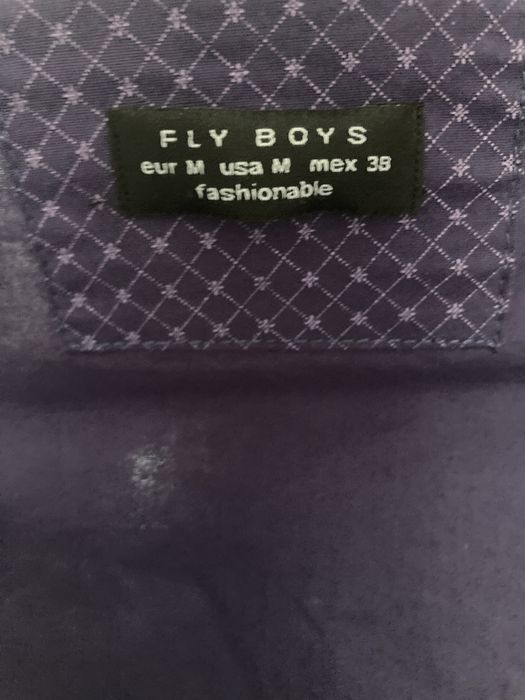 FLY BOYS
eur M usa M mex 38
fashionable